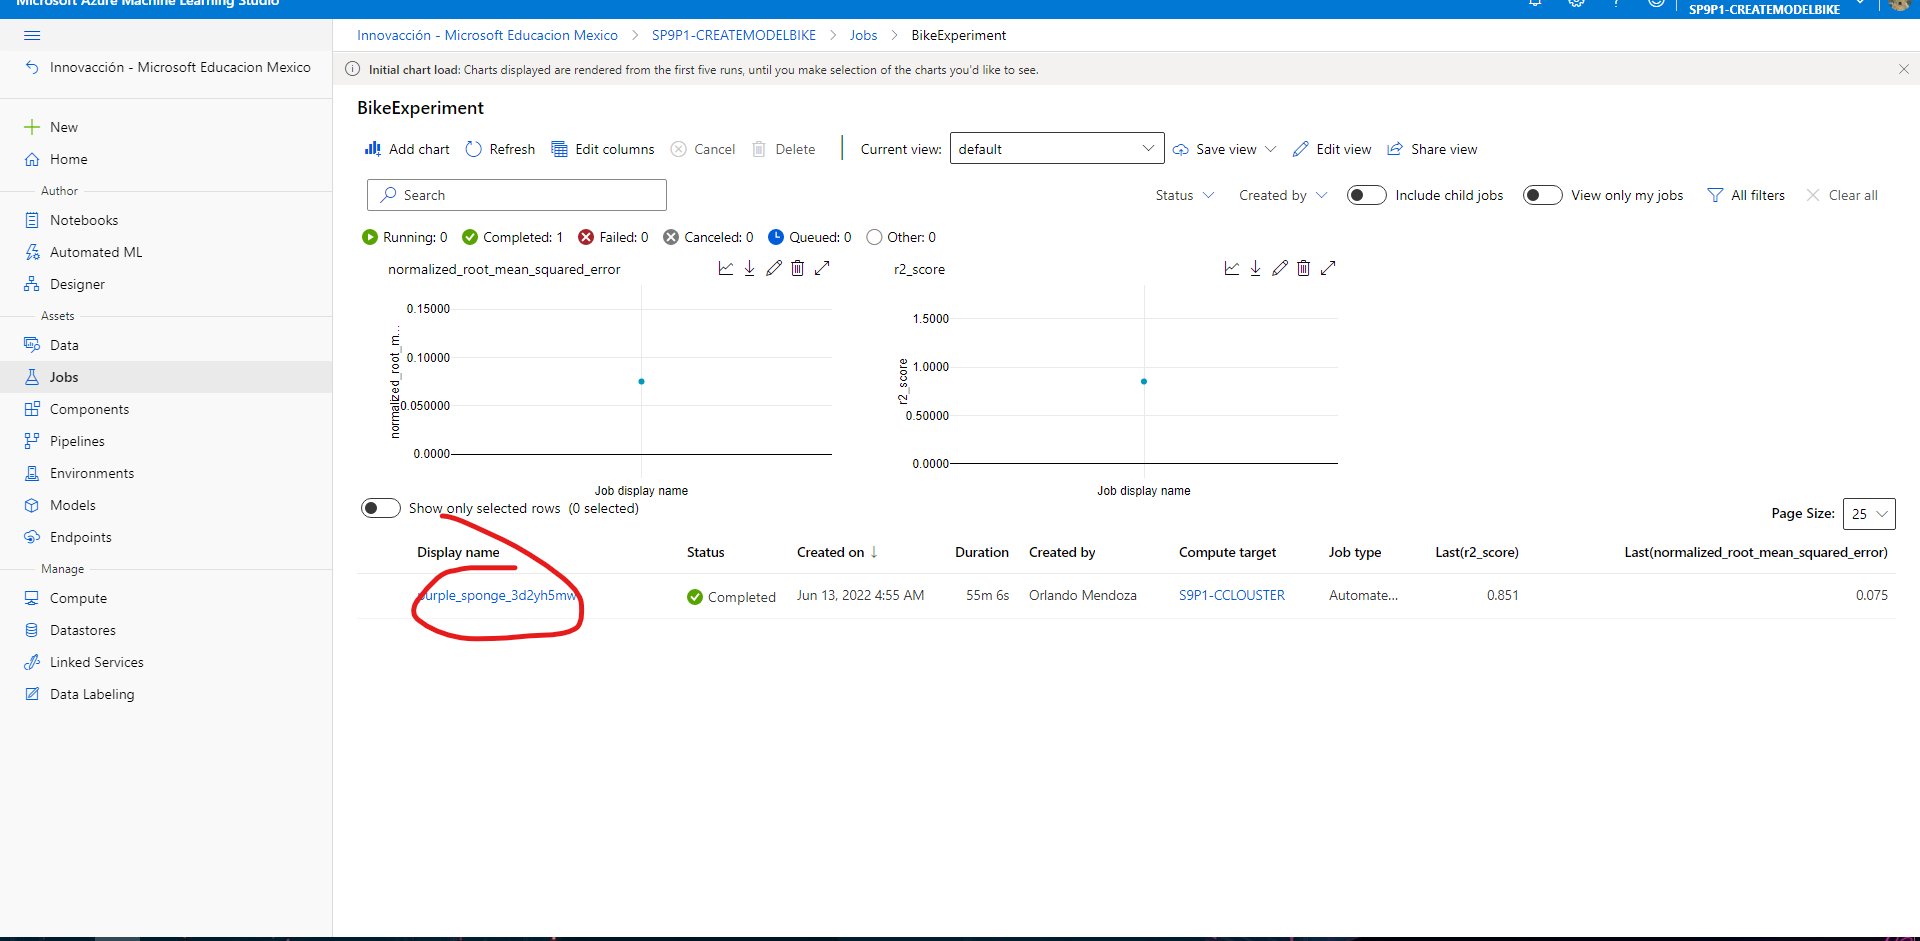 Microsoft Azure Machine Learning Studio
SP9P1-CREATEMODELBIKE
Innovacción - Microsoft Educacion Mexico
New
Home
Author
Notebooks
Automated ML
Designer
Assets
Data
Jobs
Components
Pipelines
Environments
Models
Endpoints
Manage
Compute
Datastores
Linked Services
Data Labeling
Innovacción - Microsoft Educacion Mexico > SP9P1-CREATEMODELBIKE > Jobs > BikeExperiment
Initial chart load: Charts displayed are rendered from the first five runs, until you make selection of the charts you'd like to see.
BikeExperiment
Add chart Refresh Edit columns Cancel Delete Current view: default Save view Edit view Share view
Search Status Created by Include child jobs View only my jobs All filters Clear all
Running: 0 Completed: 1 Failed: 0 Canceled: 0 Queued: 0 Other: 0
normalized_root_mean_squared_error
0.15000
0.10000
0.050000
0.0000
normalized_root_m...
Job display name
r2_score
1.5000
1.0000
0.50000
0.0000
r2_score
Job display name
Show only selected rows (0 selected)
Page Size: 25
Display name Status Created on ↓ Duration Created by Compute target Job type Last(r2_score) Last(normalized_root_mean_squared_error)
purple_sponge_3d2yh5mw Completed Jun 13, 2022 4:55 AM 55m 6s Orlando Mendoza S9P1-CCLOUSTER Automate... 0.851 0.075